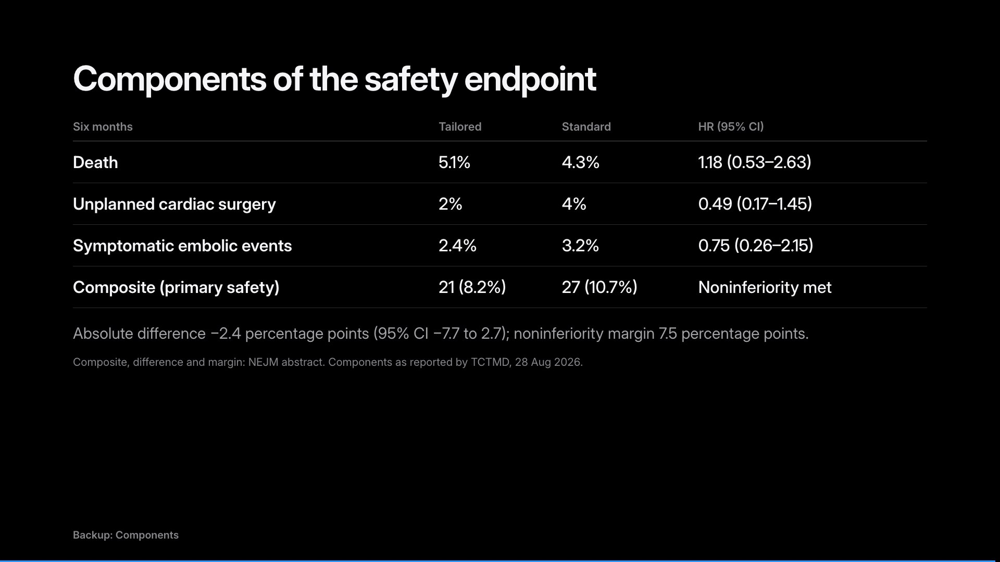 Components of the safety endpoint
Six months Tailored Standard HR (95% CI)
Death 5.1% 4.3% 1.18 (0.53–2.63)
Unplanned cardiac surgery 2% 4% 0.49 (0.17–1.45)
Symptomatic embolic events 2.4% 3.2% 0.75 (0.26–2.15)
Composite (primary safety) 21 (8.2%) 27 (10.7%) Noninferiority met
Absolute difference −2.4 percentage points (95% CI −7.7 to 2.7); noninferiority margin 7.5 percentage points.
Composite, difference and margin: NEJM abstract. Components as reported by TCTMD, 28 Aug 2026.
Backup: Components